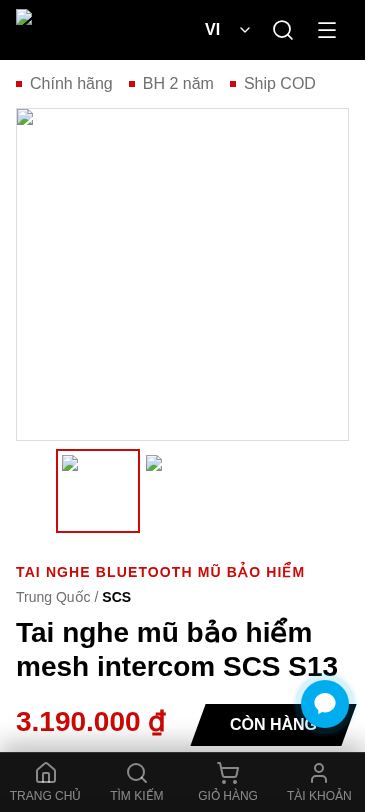 VI
Chính hãng BH 2 năm Ship COD
TAI NGHE BLUETOOTH MŨ BẢO HIỂM
Trung Quốc / SCS
Tai nghe mũ bảo hiểm
mesh intercom SCS S13
3.190.000 ₫
CÒN HÀNG
TRANG CHỦ TÌM KIẾM GIỎ HÀNG TÀI KHOẢN